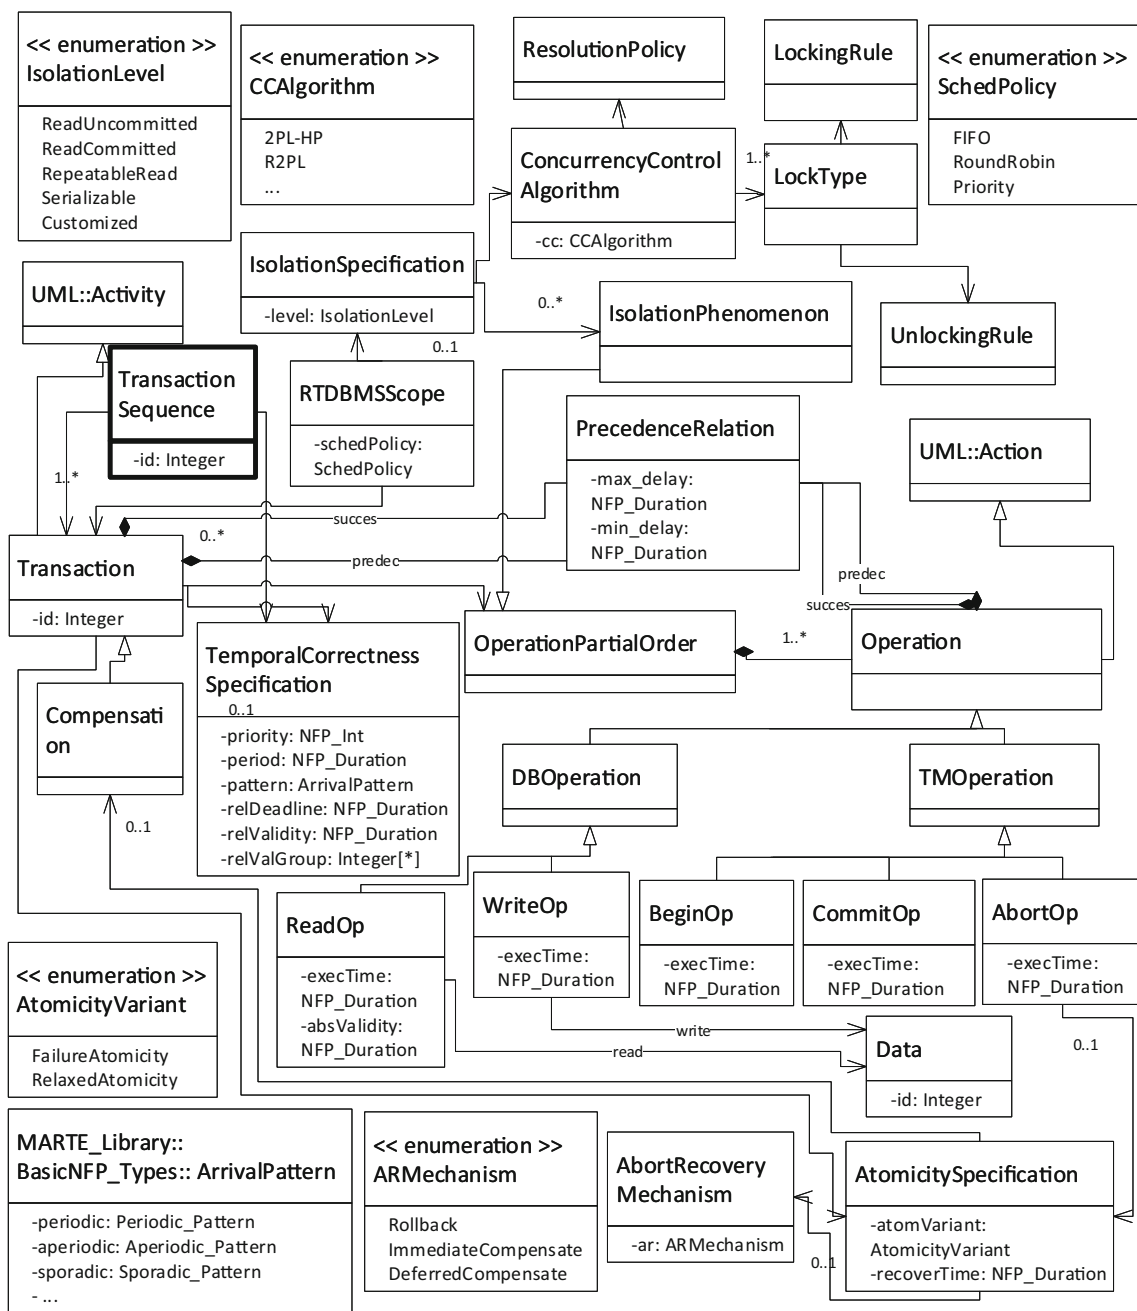 << enumeration >>
IsolationLevel
ReadUncommitted
ReadCommitted
RepeatableRead
Serializable
Customized
<< enumeration >>
CCAlgorithm
2PL-HP
R2PL
...
ResolutionPolicy
LockingRule
<< enumeration >>
SchedPolicy
FIFO
RoundRobin
Priority
ConcurrencyControl
Algorithm
-cc: CCAlgorithm
1..*
LockType
IsolationSpecification
-level: IsolationLevel
UML::Activity
0..*
IsolationPhenomenon
UnlockingRule
0..1
Transaction
Sequence
-id: Integer
RTDBMSScope
-schedPolicy:
SchedPolicy
PrecedenceRelation
-max_delay:
NFP_Duration
-min_delay:
NFP_Duration
UML::Action
1..*
succes
0..*
predec
predec
succes
Transaction
-id: Integer
TemporalCorrectness
Specification
0..1
-priority: NFP_Int
-period: NFP_Duration
-pattern: ArrivalPattern
-relDeadline: NFP_Duration
-relValidity: NFP_Duration
-relValGroup: Integer[*]
OperationPartialOrder
1..*
Operation
Compensati
on
0..1
DBOperation
TMOperation
ReadOp
-execTime:
NFP_Duration
-absValidity:
NFP_Duration
WriteOp
-execTime:
NFP_Duration
BeginOp
-execTime:
NFP_Duration
CommitOp
-execTime:
NFP_Duration
AbortOp
-execTime:
NFP_Duration
<< enumeration >>
AtomicityVariant
FailureAtomicity
RelaxedAtomicity
write
read
Data
-id: Integer
0..1
MARTE_Library::
BasicNFP_Types:: ArrivalPattern
-periodic: Periodic_Pattern
-aperiodic: Aperiodic_Pattern
-sporadic: Sporadic_Pattern
- ...
<< enumeration >>
ARMechanism
Rollback
ImmediateCompensate
DeferredCompensate
AbortRecovery
Mechanism
-ar: ARMechanism
0..1
AtomicitySpecification
-atomVariant:
AtomicityVariant
-recoverTime: NFP_Duration